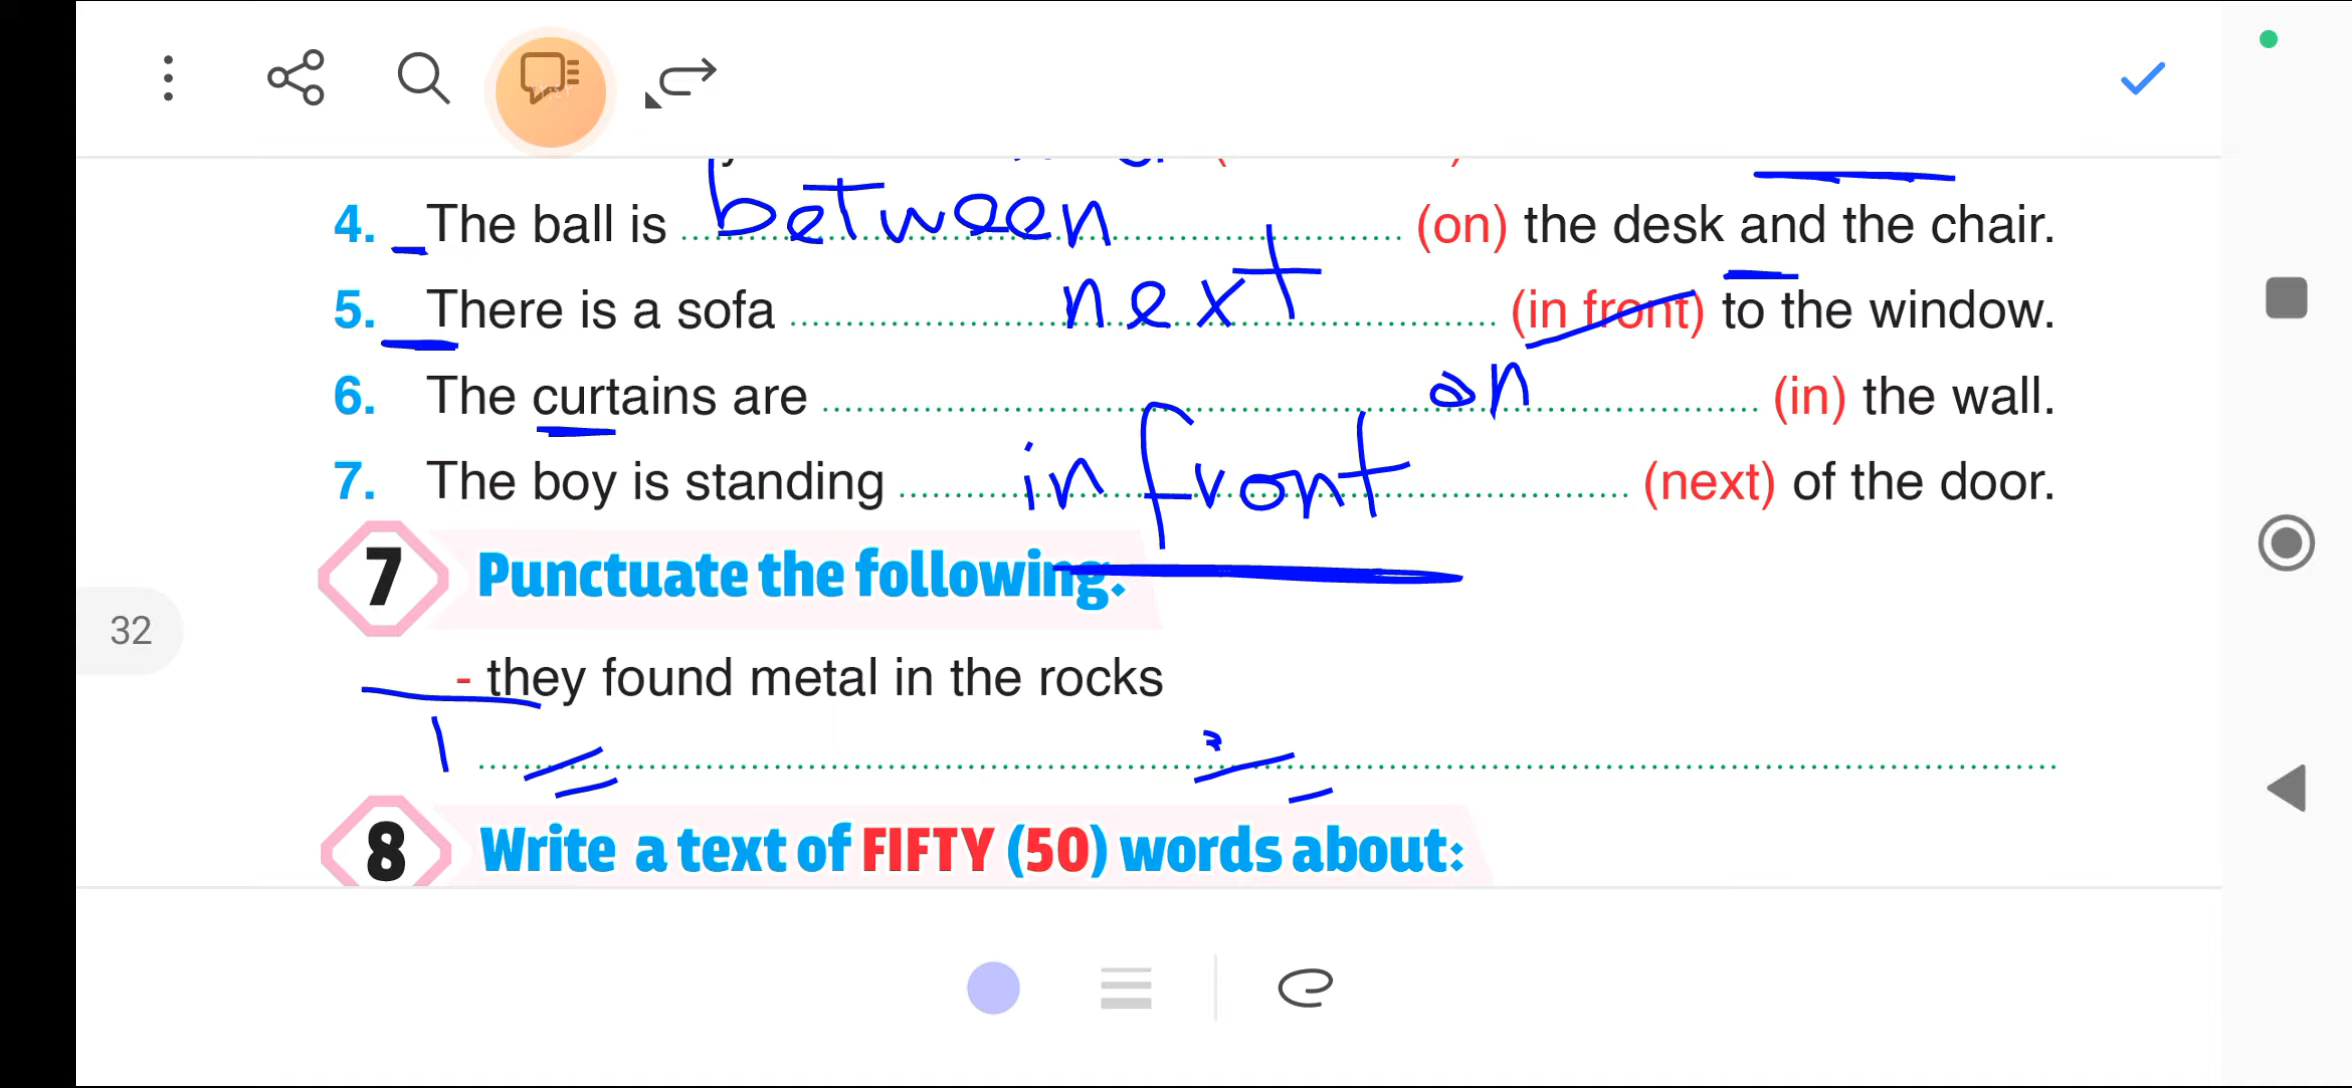 between
4. The ball is (on) the desk and the chair.
next
5. There is a sofa (in front) to the window.
on
6. The curtains are (in) the wall.
in front
7. The boy is standing (next) of the door.
7 Punctuate the following:
32
- they found metal in the rocks
1
8 Write a text of FIFTY (50) words about: